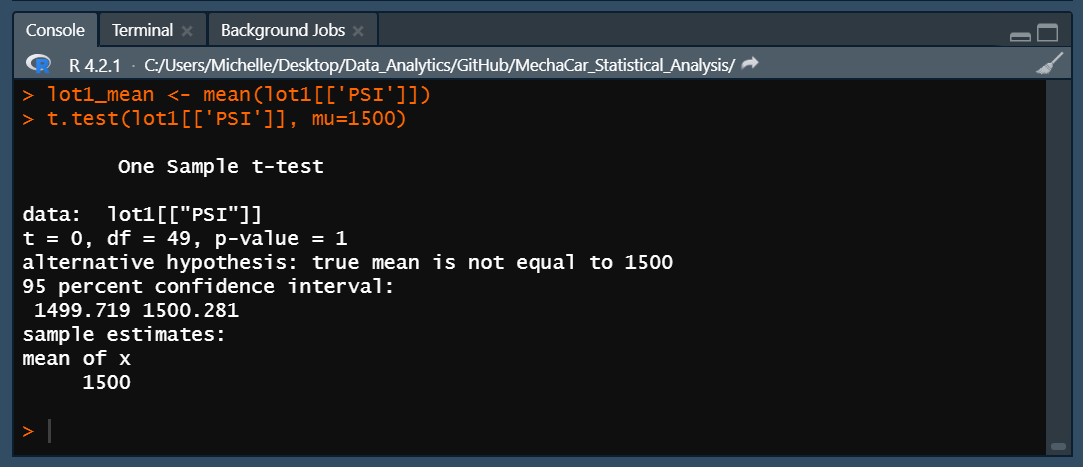 Console Terminal Background Jobs
R R 4.2.1 · C:/Users/Michelle/Desktop/Data_Analytics/GitHub/MechaCar_Statistical_Analysis/
> lot1_mean <- mean(lot1[['PSI']])
> t.test(lot1[['PSI']], mu=1500)
One Sample t-test
data:  lot1[["PSI"]]
t = 0, df = 49, p-value = 1
alternative hypothesis: true mean is not equal to 1500
95 percent confidence interval:
 1499.719 1500.281
sample estimates:
mean of x
     1500
>